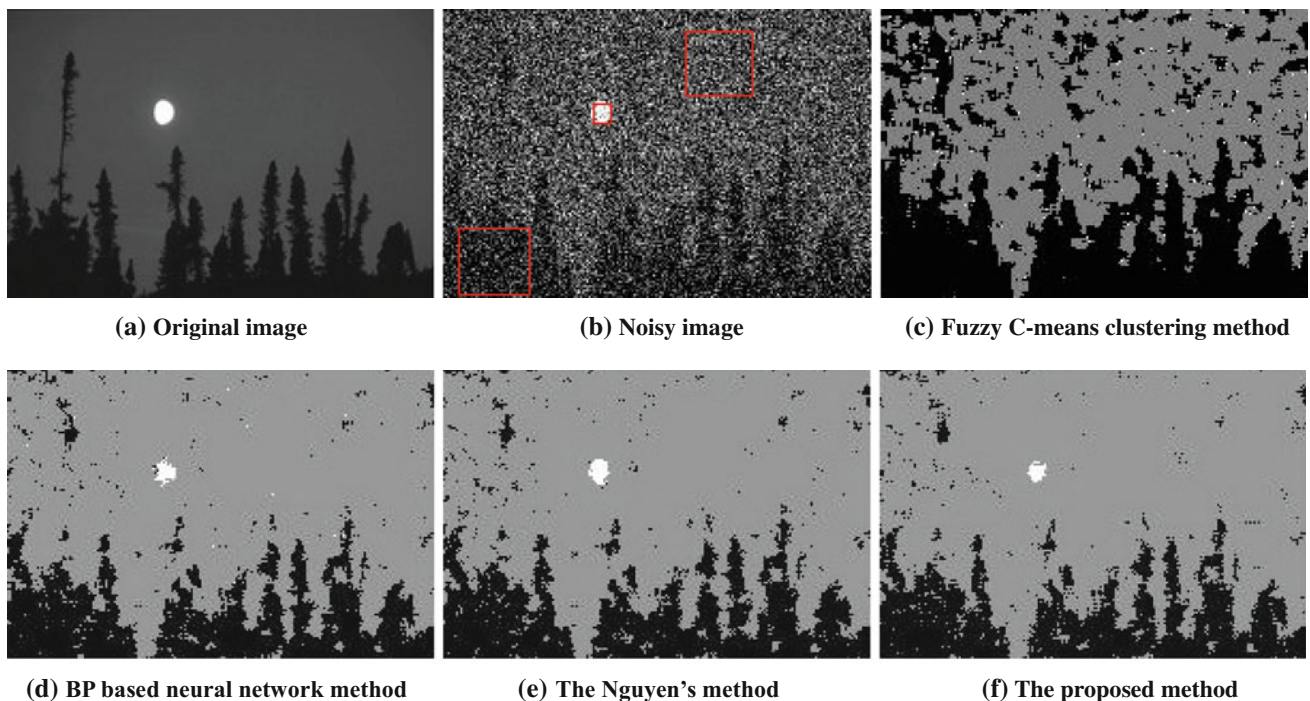 (a) Original image
(b) Noisy image
(c) Fuzzy C-means clustering method
(d) BP based neural network method
(e) The Nguyen's method
(f) The proposed method